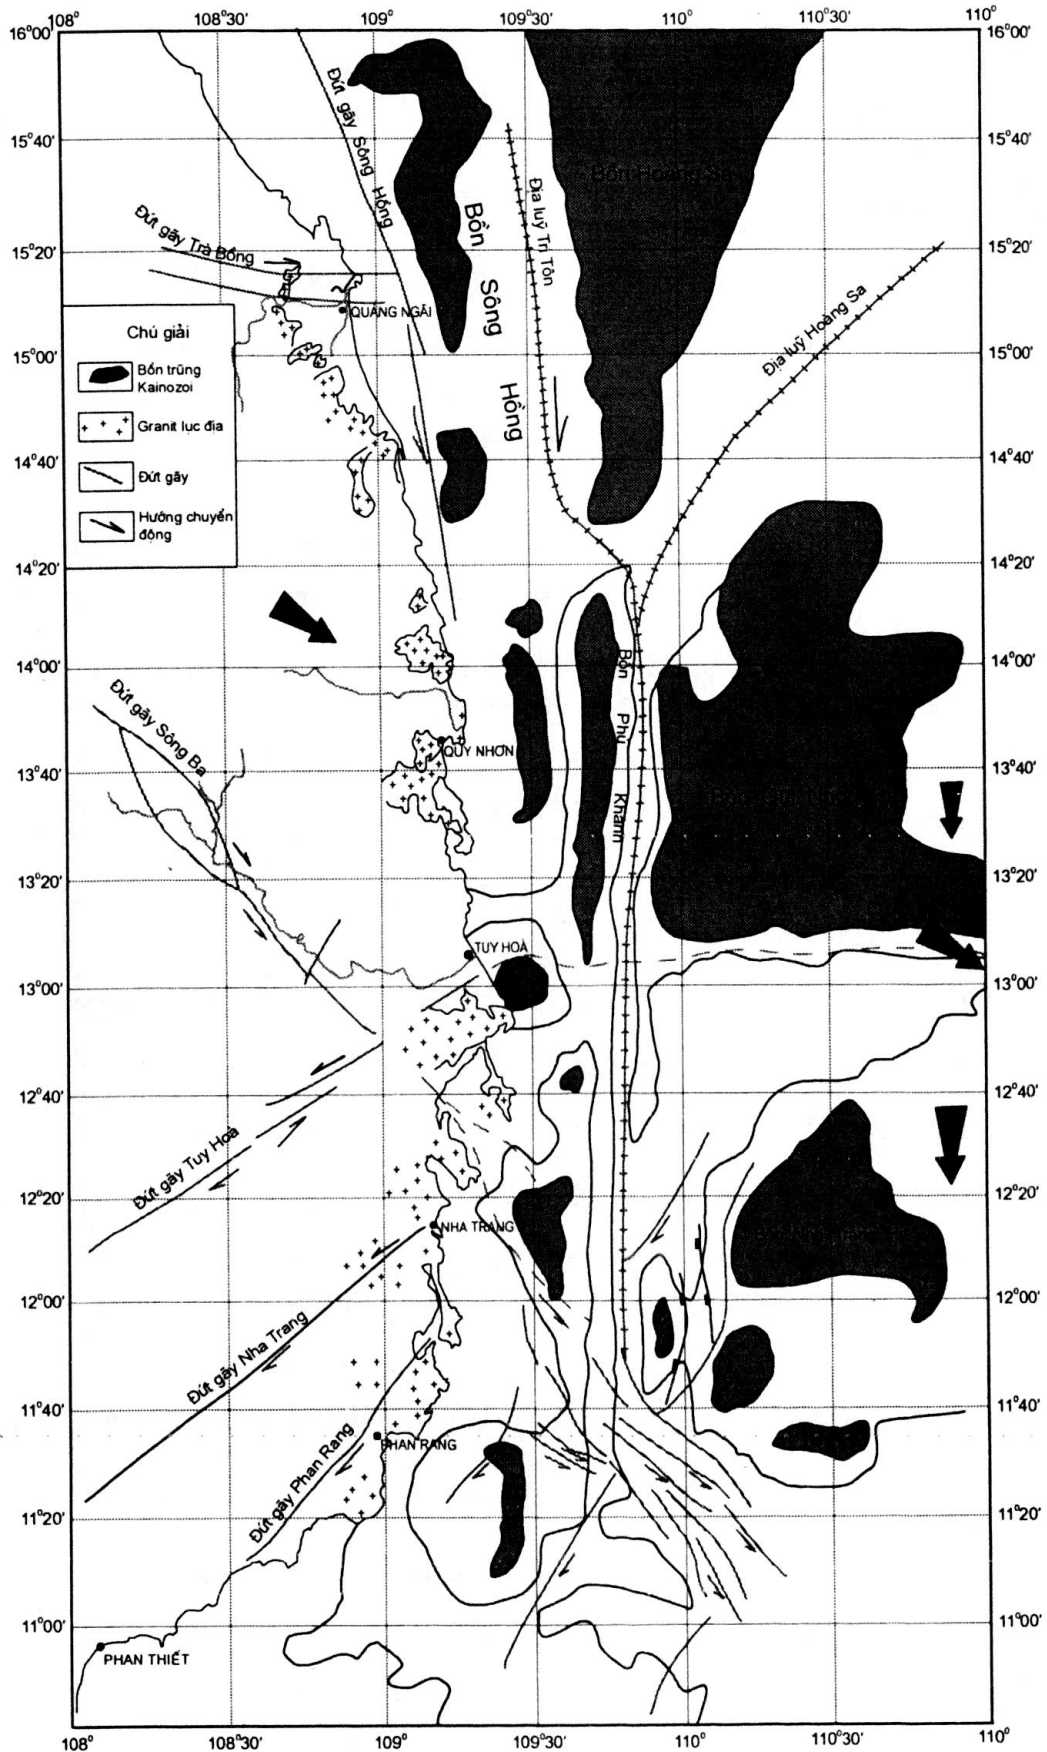 108° 108°30' 109° 109°30' 110° 110°30' 110°
16°00' 16°00'
15°40' 15°40'
15°20' 15°20'
15°00' 15°00'
14°40' 14°40'
14°20' 14°20'
14°00' 14°00'
13°40' 13°40'
13°20' 13°20'
13°00' 13°00'
12°40' 12°40'
12°20' 12°20'
12°00' 12°00'
11°40' 11°40'
11°20' 11°20'
11°00' 11°00'
108° 108°30' 109° 109°30' 110° 110°30' 110°
Đứt gãy Sông Hồng
Bồn Hoàng Sa
Bồn Sông Hồng
Địa luỹ Tri Tôn
Đứt gãy Trà Bồng
QUẢNG NGÃI
Địa luỹ Hoàng Sa
Chú giải
Bồn trũng
Kainozoi
Granit lục địa
Đứt gãy
Hướng chuyển
động
Đứt gãy Sông Ba
QUY NHƠN
Bồn Phú Khánh
TUY HOÀ
Đứt gãy Tuy Hoà
NHA TRANG
Đứt gãy Nha Trang
PHAN RANG
Đứt gãy Phan Rang
PHAN THIẾT